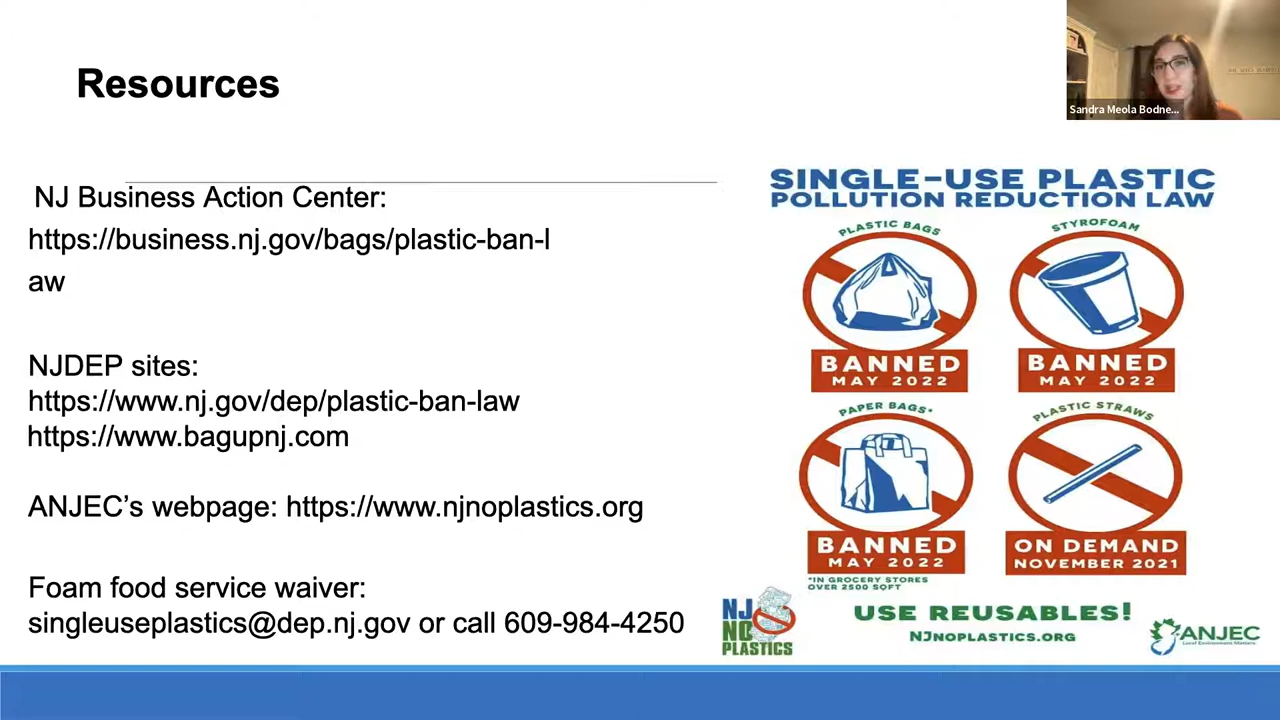 Resources
Sandra Meola Bodne...
NJ Business Action Center:
https://business.nj.gov/bags/plastic-ban-l
aw
NJDEP sites:
https://www.nj.gov/dep/plastic-ban-law
https://www.bagupnj.com
ANJEC’s webpage: https://www.njnoplastics.org
Foam food service waiver:
singleuseplastics@dep.nj.gov or call 609-984-4250
SINGLE-USE PLASTIC
POLLUTION REDUCTION LAW
PLASTIC BAGS
BANNED
MAY 2022
STYROFOAM
BANNED
MAY 2022
PAPER BAGS*
BANNED
MAY 2022
*IN GROCERY STORES
OVER 2500 SQFT
PLASTIC STRAWS
ON DEMAND
NOVEMBER 2021
NJ
NO
PLASTICS
USE REUSABLES!
NJNOPLASTICS.ORG
ANJEC
Local Environment Matters